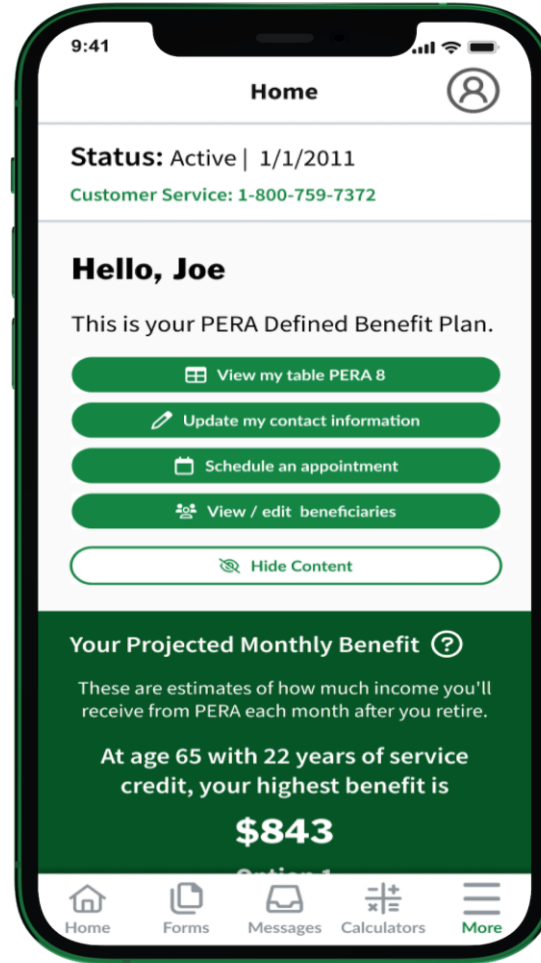 9:41
Home
Status: Active | 1/1/2011
Customer Service: 1-800-759-7372
Hello, Joe
This is your PERA Defined Benefit Plan.
View my table PERA 8
Update my contact information
Schedule an appointment
View / edit beneficiaries
Hide Content
Your Projected Monthly Benefit ?
These are estimates of how much income you'll
receive from PERA each month after you retire.
At age 65 with 22 years of service
credit, your highest benefit is
$843
Option 1
Home Forms Messages Calculators More